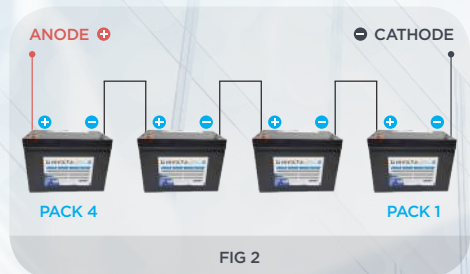 ANODE +
− CATHODE
+ − + − + − + −
PACK 4
PACK 1
FIG 2